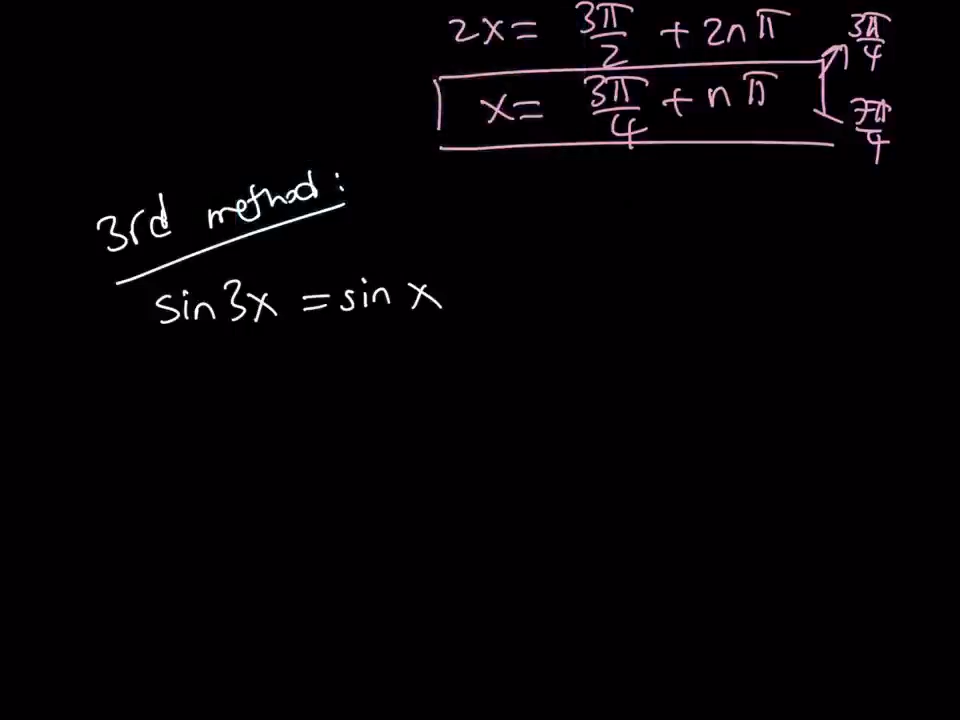 2x = 3π/2 + 2nπ
3π/4
x = 3π/4 + nπ
7π/4
3rd method:
sin 3x = sin x